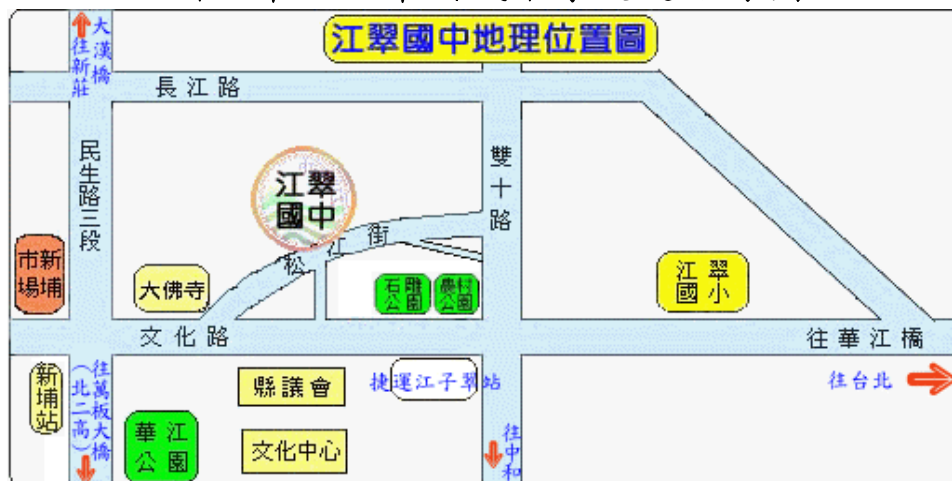 江翠國中地理位置圖
大漢橋
往新莊
長江路
民生路三段
雙十路
江翠
國中
松江街
新埔
市場
大佛寺
石雕
公園
農村
公園
江翠
國小
文化路
往華江橋
往台北
新埔站
往萬板大橋
(北二高)
縣議會
捷運江子翠站
華江
公園
文化中心
往中和